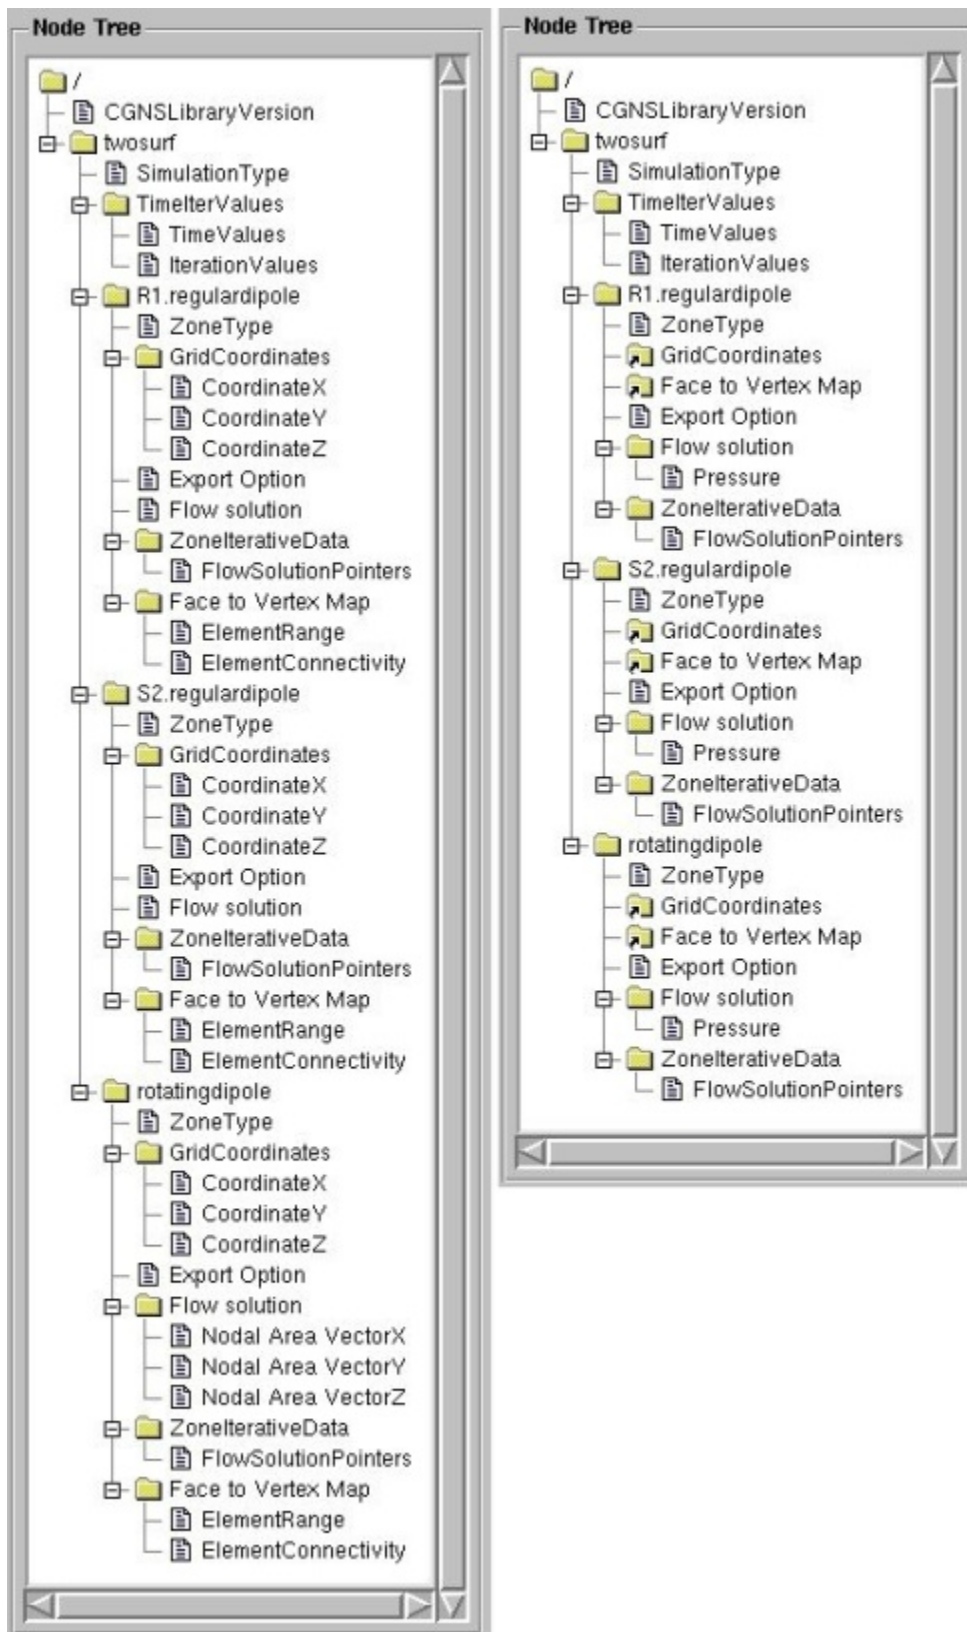 Node Tree
/
CGNSLibraryVersion
twosurf
SimulationType
TimeIterValues
TimeValues
IterationValues
R1.regulardipole
ZoneType
GridCoordinates
CoordinateX
CoordinateY
CoordinateZ
Export Option
Flow solution
ZoneIterativeData
FlowSolutionPointers
Face to Vertex Map
ElementRange
ElementConnectivity
S2.regulardipole
ZoneType
GridCoordinates
CoordinateX
CoordinateY
CoordinateZ
Export Option
Flow solution
ZoneIterativeData
FlowSolutionPointers
Face to Vertex Map
ElementRange
ElementConnectivity
rotatingdipole
ZoneType
GridCoordinates
CoordinateX
CoordinateY
CoordinateZ
Export Option
Flow solution
Nodal Area VectorX
Nodal Area VectorY
Nodal Area VectorZ
ZoneIterativeData
FlowSolutionPointers
Face to Vertex Map
ElementRange
ElementConnectivity
Node Tree
/
CGNSLibraryVersion
twosurf
SimulationType
TimeIterValues
TimeValues
IterationValues
R1.regulardipole
ZoneType
GridCoordinates
Face to Vertex Map
Export Option
Flow solution
Pressure
ZoneIterativeData
FlowSolutionPointers
S2.regulardipole
ZoneType
GridCoordinates
Face to Vertex Map
Export Option
Flow solution
Pressure
ZoneIterativeData
FlowSolutionPointers
rotatingdipole
ZoneType
GridCoordinates
Face to Vertex Map
Export Option
Flow solution
Pressure
ZoneIterativeData
FlowSolutionPointers